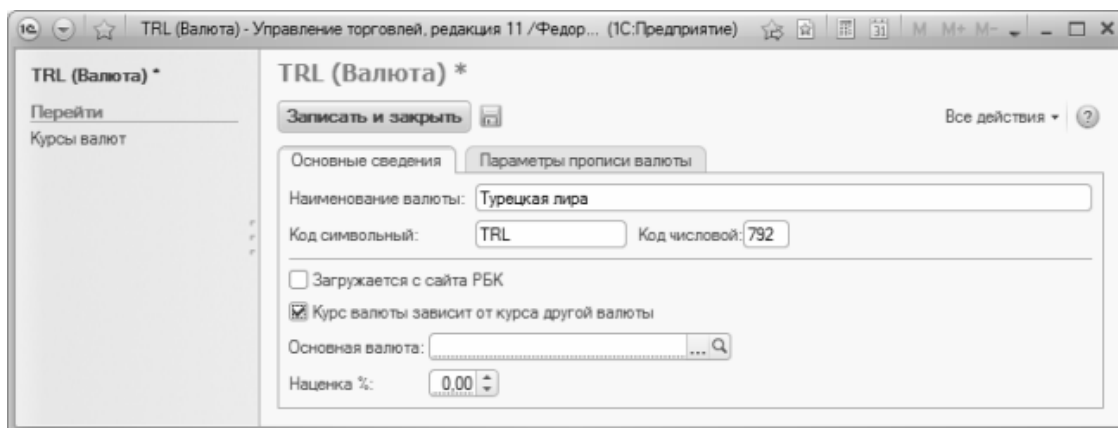 TRL (Валюта) - Управление торговлей, редакция 11 /Федор... (1С:Предприятие) M M+ M-
TRL (Валюта) *
Перейти
Курсы валют
TRL (Валюта) *
Записать и закрыть
Все действия
Основные сведения
Параметры прописи валюты
Наименование валюты: Турецкая лира
Код символьный: TRL Код числовой: 792
Загружается с сайта РБК
Курс валюты зависит от курса другой валюты
Основная валюта: ...
Наценка %: 0,00